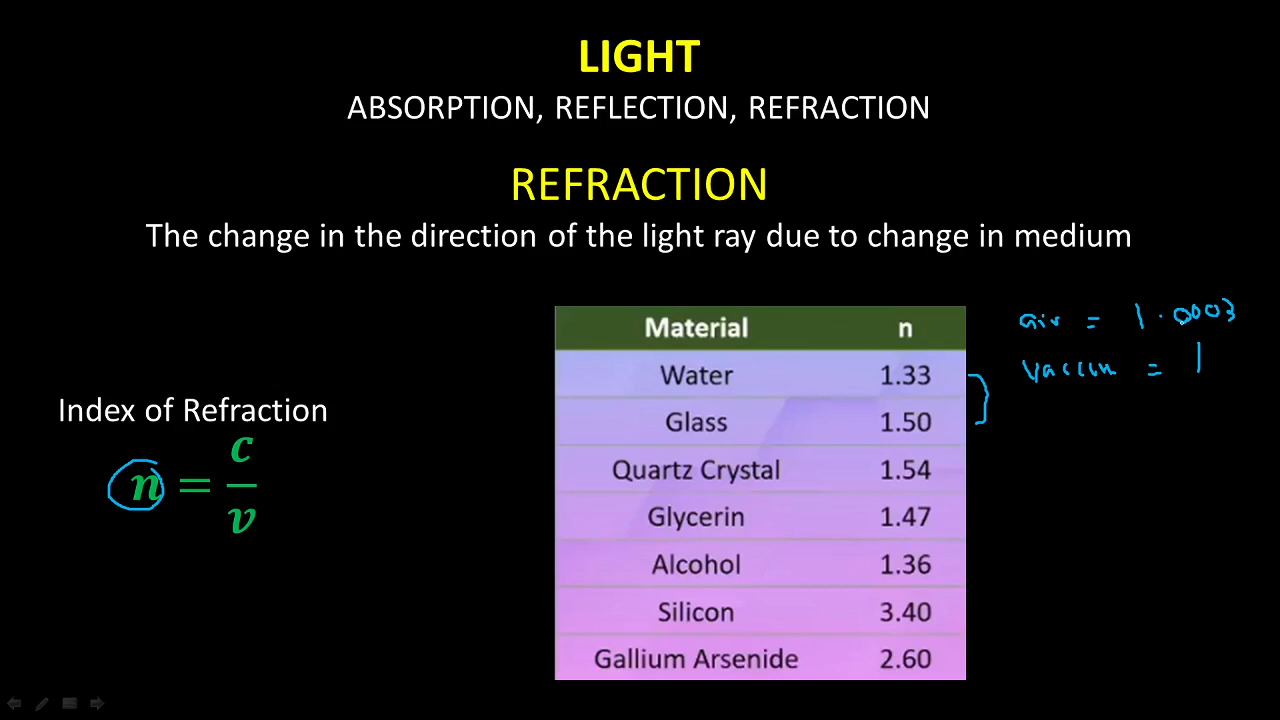 LIGHT
ABSORPTION, REFLECTION, REFRACTION
REFRACTION
The change in the direction of the light ray due to change in medium
Index of Refraction
n = c/v
Material n
Water 1.33
Glass 1.50
Quartz Crystal 1.54
Glycerin 1.47
Alcohol 1.36
Silicon 3.40
Gallium Arsenide 2.60
air = 1.0003
= 1